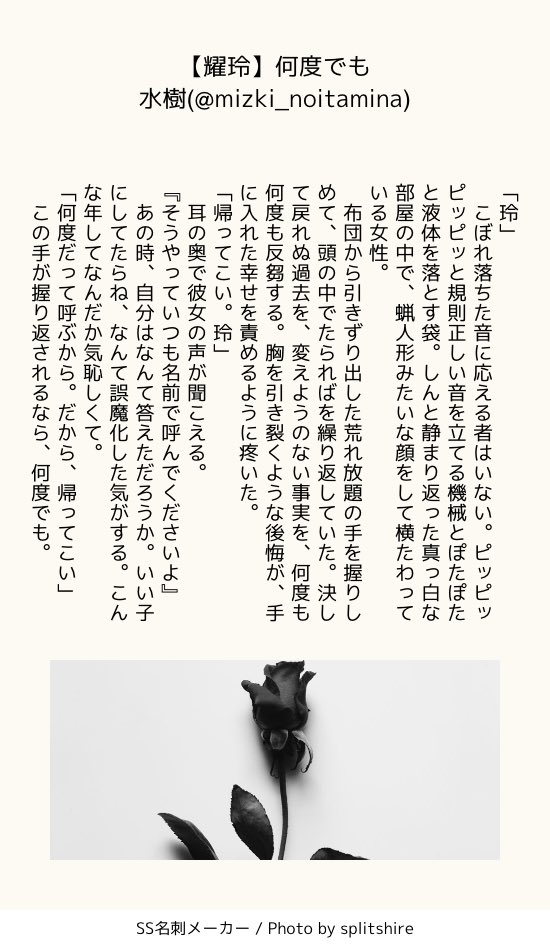 【耀玲】何度でも
水樹(@mizki_noitamina)
「玲」
　こぼれ落ちた音に応える者はいない。ピッピッ
ピッピッと規則正しい音を立てる機械とぽたぽた
と液体を落とす袋。しんと静まり返った真っ白な
部屋の中で、蝋人形みたいな顔をして横たわって
いる女性。
　布団から引きずり出した荒れ放題の手を握りし
めて、頭の中でたらればを繰り返していた。決し
て戻れぬ過去を、変えようのない事実を、何度も
何度も反芻する。胸を引き裂くような後悔が、手
に入れた幸せを責めるように疼いた。
「帰ってこい。玲」
　耳の奥で彼女の声が聞こえる。
『そうやっていつも名前で呼んでくださいよ』
　あの時、自分はなんて答えただろうか。いい子
にしてたらね、なんて誤魔化した気がする。こん
な年してなんだか気恥しくて。
「何度だって呼ぶから。だから、帰ってこい」
　この手が握り返されるなら、何度でも。
SS名刺メーカー / Photo by splitshire